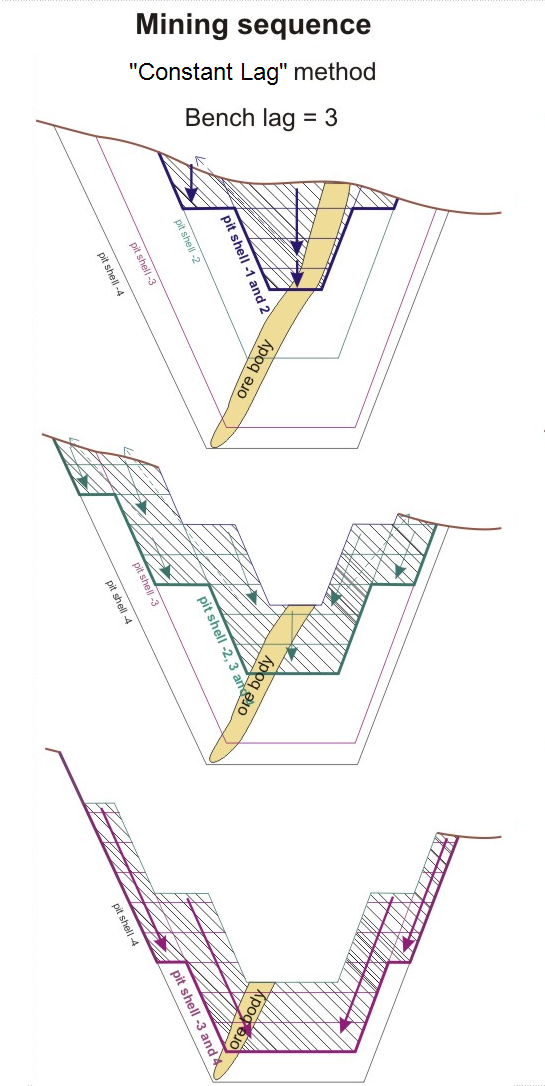 Mining sequence
"Constant Lag" method
Bench lag = 3
pit shell -4
pit shell -3
pit shell -2
pit shell -1 and 2
ore body
pit shell -4
pit shell -3
pit shell -2, 3 and
ore body
pit shell -4
pit shell -3 and 4
ore body